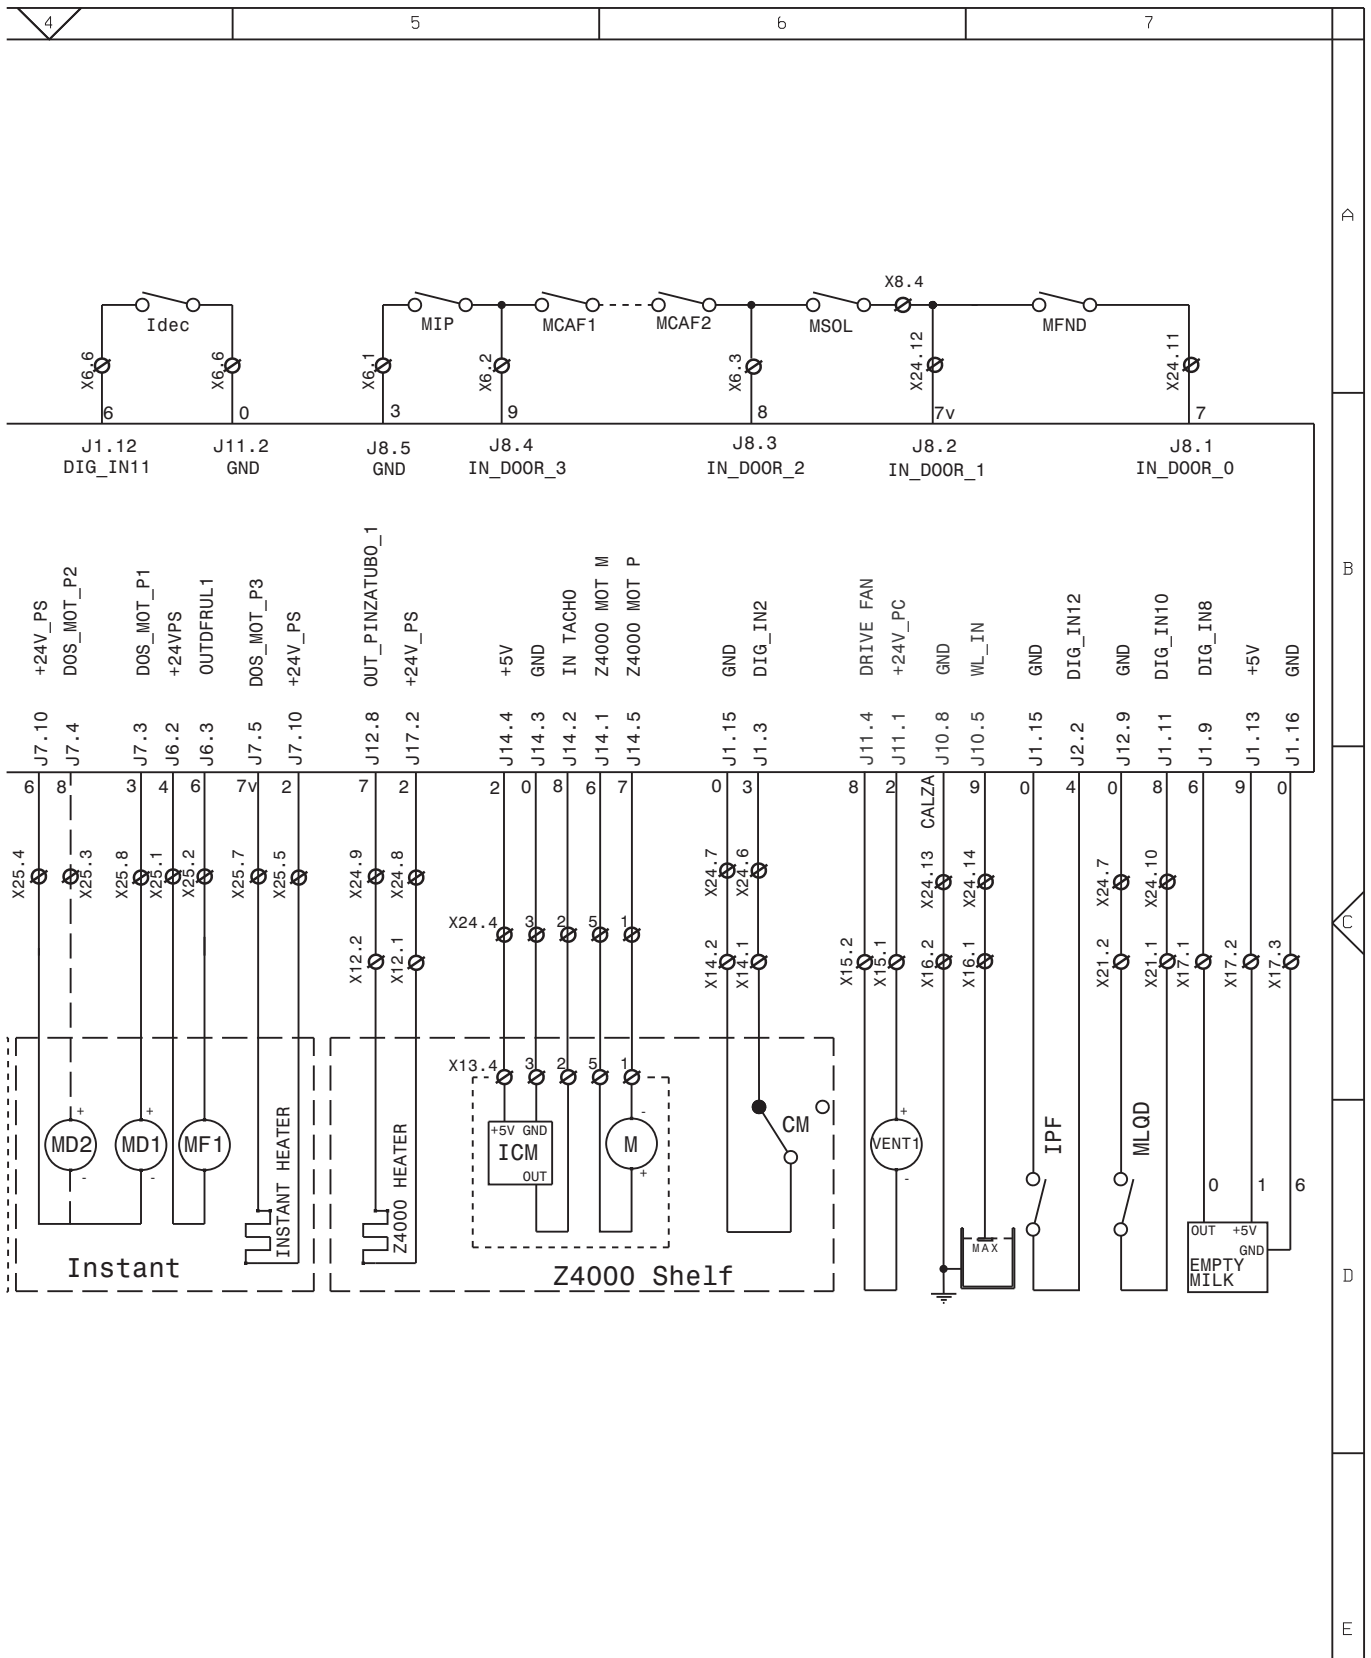 4 5 6 7
A
X8.4
Idec MIP MCAF1 MCAF2 MSOL MFND
X6.6 X6.6 X6.1 X6.2 X6.3 X24.12 X24.11
6 0 3 9 8 7v 7
J1.12 J11.2 J8.5 J8.4 J8.3 J8.2 J8.1
DIG_IN11 GND GND IN_DOOR_3 IN_DOOR_2 IN_DOOR_1 IN_DOOR_0
B
+24V_PS DOS_MOT_P2 DOS_MOT_P1 +24VPS OUTDFRUL1 DOS_MOT_P3 +24V_PS OUT_PINZATUBO_1 +24V_PS +5V GND IN TACHO Z4000 MOT M Z4000 MOT P GND DIG_IN2 DRIVE FAN +24V_PC GND WL_IN GND DIG_IN12 GND DIG_IN10 DIG_IN8 +5V GND
J7.10 J7.4 J7.3 J6.2 J6.3 J7.5 J7.10 J12.8 J17.2 J14.4 J14.3 J14.2 J14.1 J14.5 J1.15 J1.3 J11.4 J11.1 J10.8 J10.5 J1.15 J2.2 J12.9 J1.11 J1.9 J1.13 J1.16
6 8 3 4 6 7v 2 7 2 2 0 8 6 7 0 3 8 2 CALZA 9 0 4 0 8 6 9 0
X25.4 X25.3 X25.8 X25.1 X25.2 X25.7 X25.5 X24.9 X24.8 X24.7 X24.6 X24.13 X24.14 X24.7 X24.10
C
X24.4 3 2 5 1
X12.2 X12.1 X14.2 X14.1 X15.2 X15.1 X16.2 X16.1 X21.2 X21.1 X17.1 X17.2 X17.3
X13.4 3 2 5 1
+ + - +
MD2 MD1 MF1 INSTANT HEATER Z4000 HEATER
+5V GND
ICM
OUT
M
CM
VENT1
IPF
MLQD
- - + -
0 1 6
MAX
OUT +5V
GND
EMPTY
MILK
Instant
Z4000 Shelf
D
E